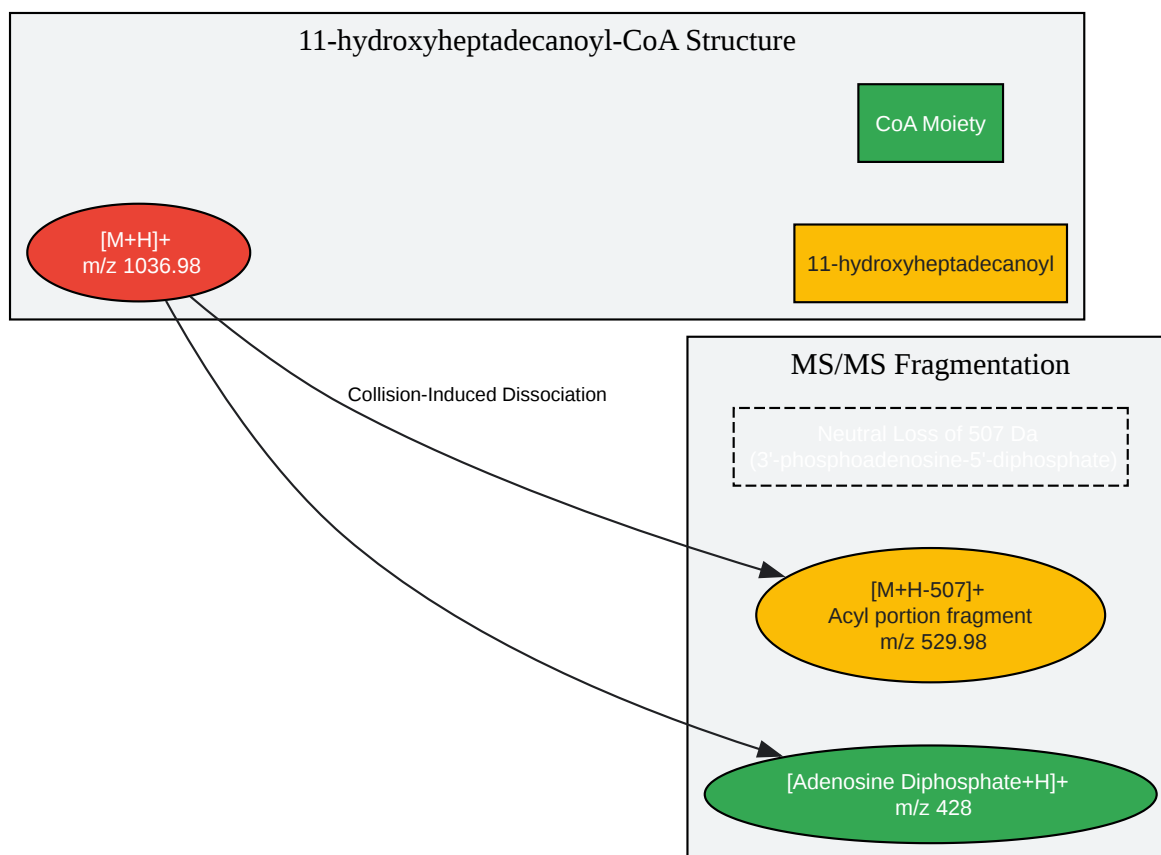 11-hydroxyheptadecanoyl-CoA Structure
CoA Moiety
[M+H]+
m/z 1036.98
11-hydroxyheptadecanoyl
Collision-Induced Dissociation
MS/MS Fragmentation
Neutral Loss of 507 Da
(3'-phosphoadenosine-5'-diphosphate)
[M+H-507]+
Acyl portion fragment
m/z 529.98
[Adenosine Diphosphate+H]+
m/z 428